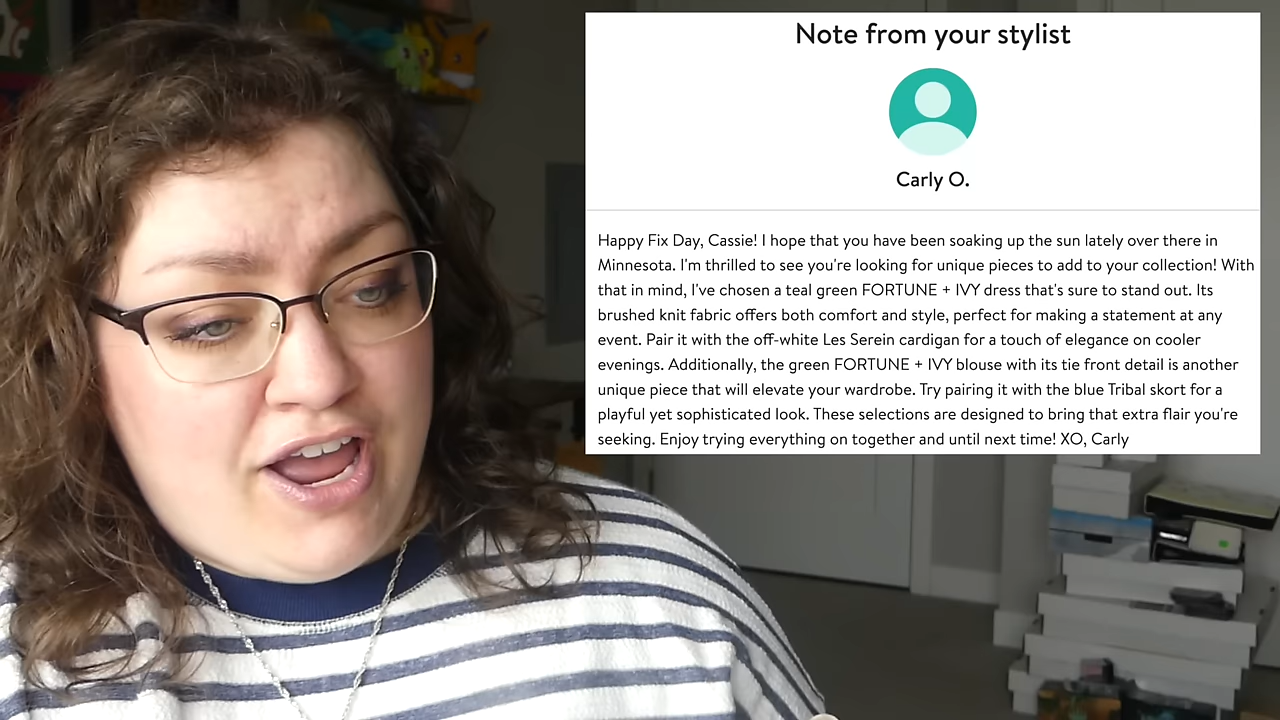 Note from your stylist
Carly O.
Happy Fix Day, Cassie! I hope that you have been soaking up the sun lately over there in
Minnesota. I'm thrilled to see you're looking for unique pieces to add to your collection! With
that in mind, I've chosen a teal green FORTUNE + IVY dress that's sure to stand out. Its
brushed knit fabric offers both comfort and style, perfect for making a statement at any
event. Pair it with the off-white Les Serein cardigan for a touch of elegance on cooler
evenings. Additionally, the green FORTUNE + IVY blouse with its tie front detail is another
unique piece that will elevate your wardrobe. Try pairing it with the blue Tribal skort for a
playful yet sophisticated look. These selections are designed to bring that extra flair you're
seeking. Enjoy trying everything on together and until next time! XO, Carly